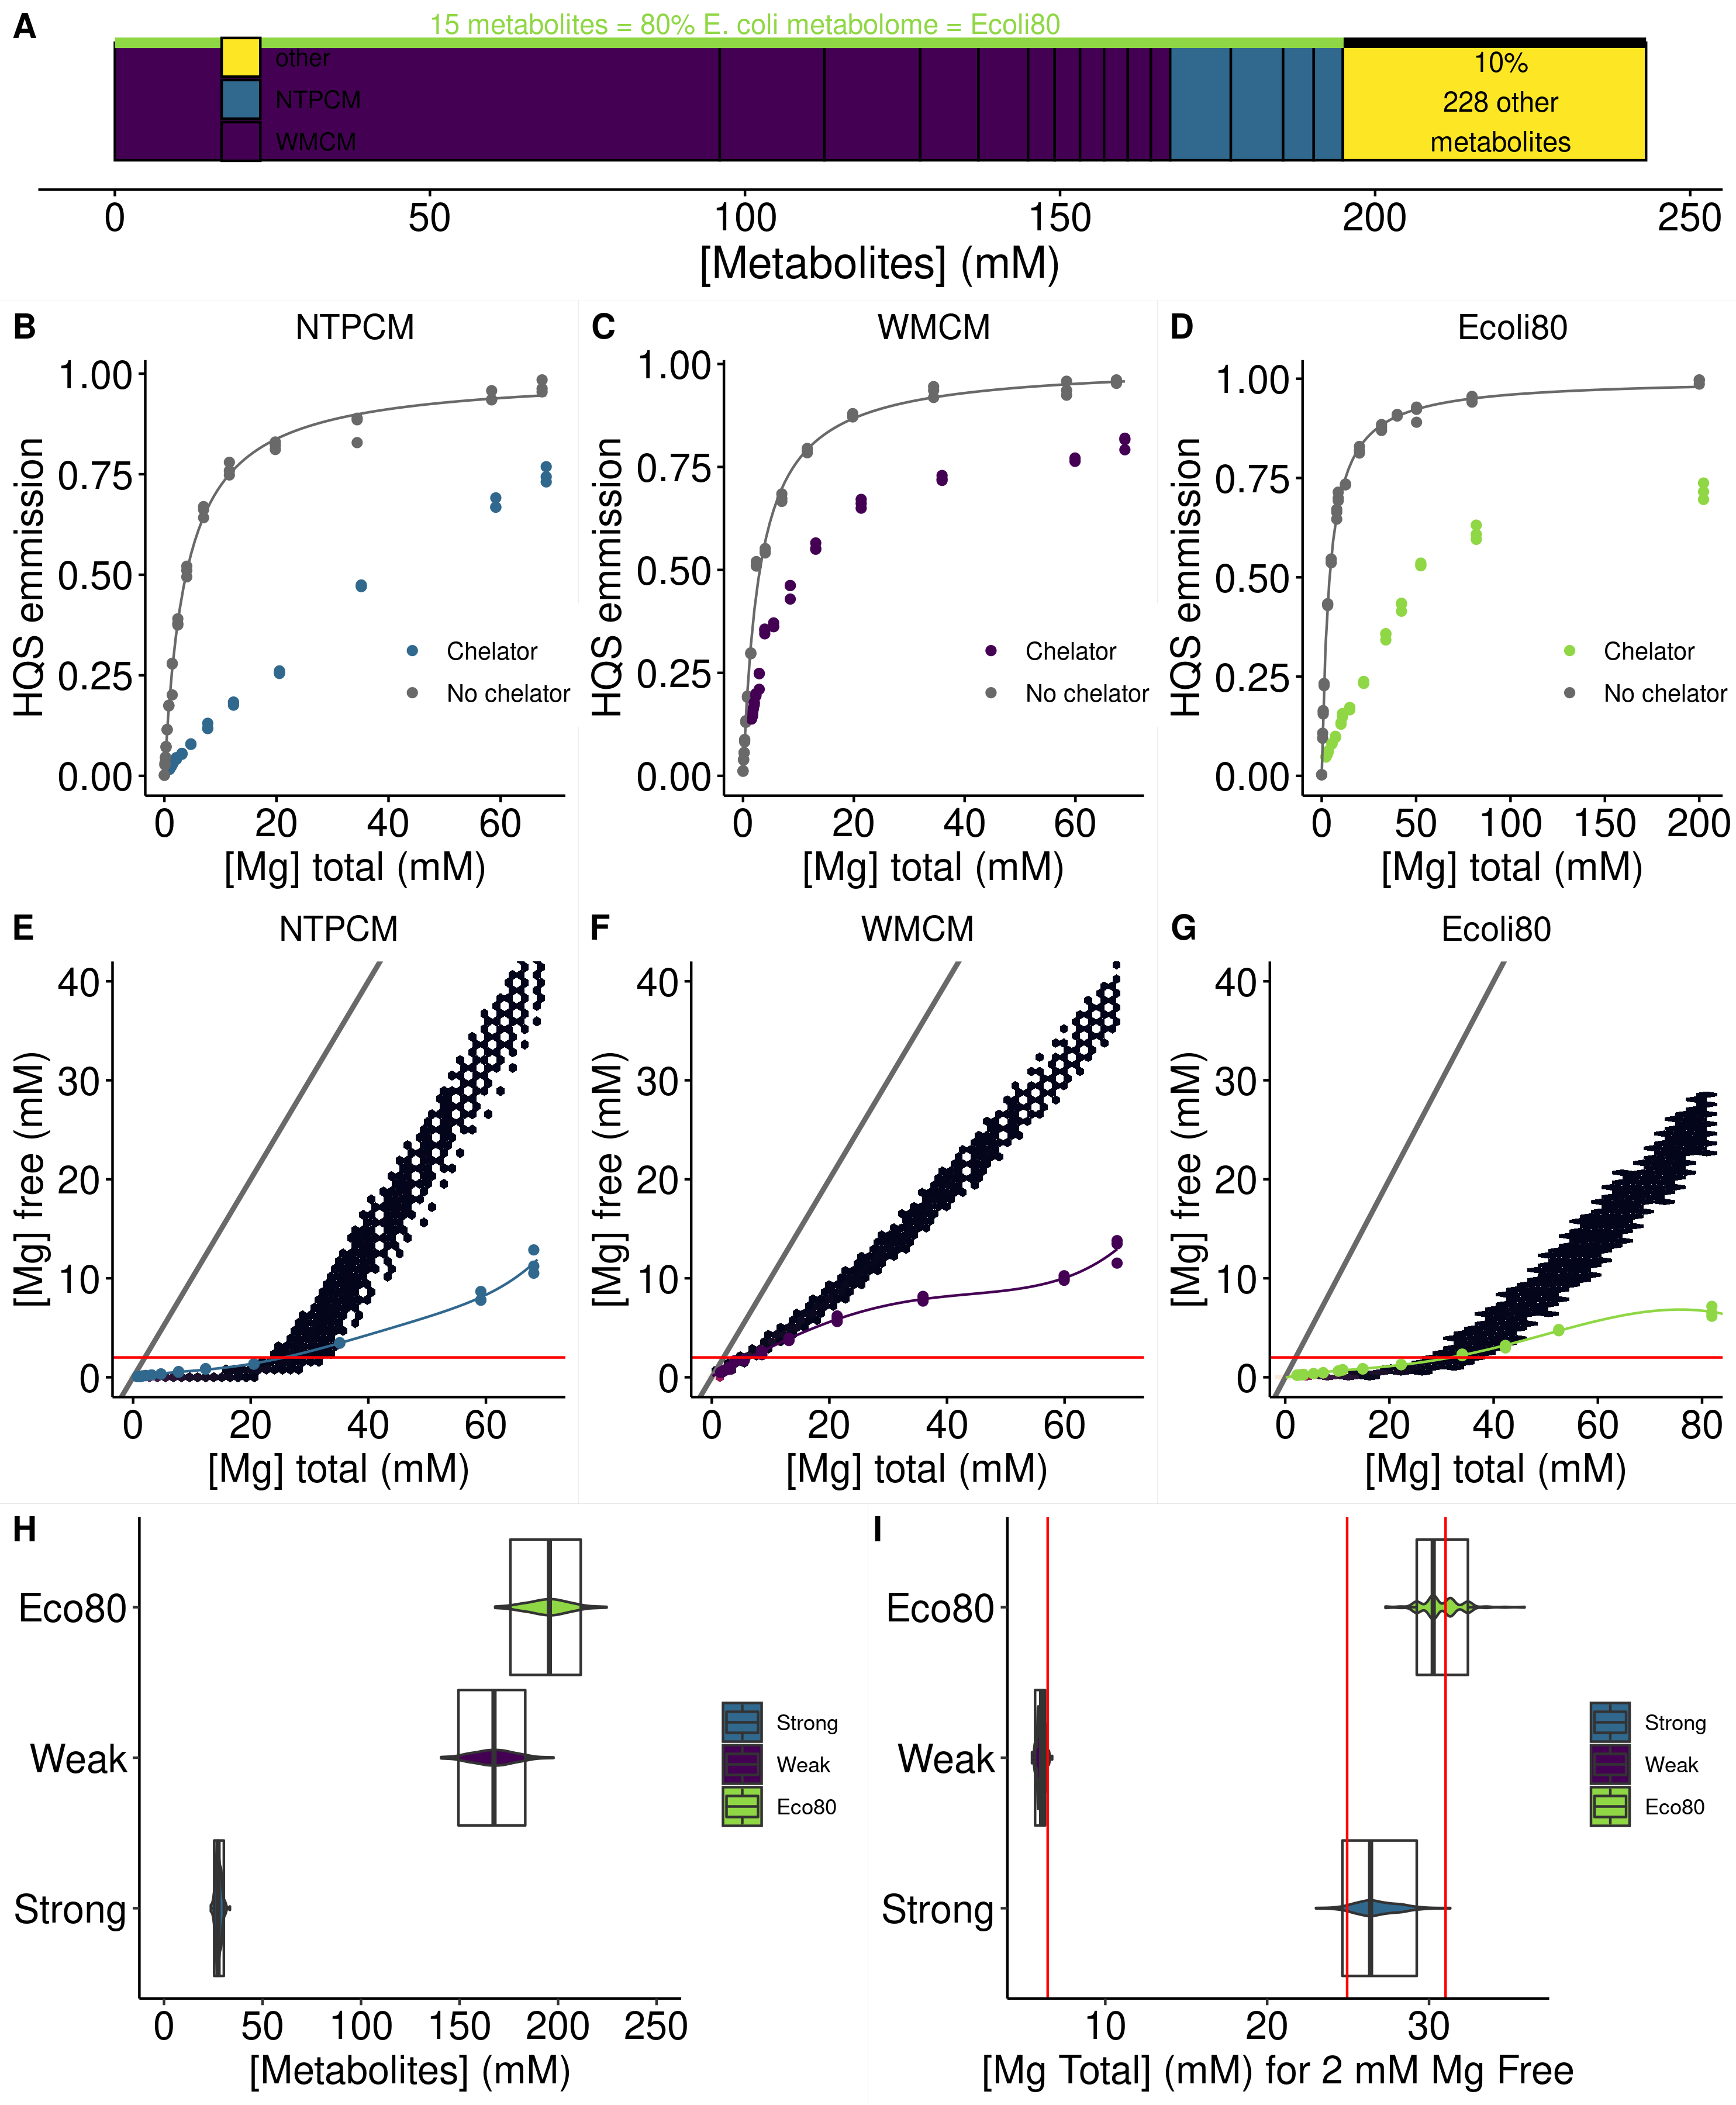 A
15 metabolites = 80% E. coli metabolome = Ecoli80
other
NTPCM
WMCM
10%
228 other
metabolites
0 50 100 150 200 250
[Metabolites] (mM)
B
NTPCM
HQS emmission
1.00
0.75
0.50
0.25
0.00
Chelator
No chelator
0 20 40 60
[Mg] total (mM)
C
WMCM
HQS emmission
1.00
0.75
0.50
0.25
0.00
Chelator
No chelator
0 20 40 60
[Mg] total (mM)
D
Ecoli80
HQS emmission
1.00
0.75
0.50
0.25
0.00
Chelator
No chelator
0 50 100 150 200
[Mg] total (mM)
E
NTPCM
[Mg] free (mM)
40
30
20
10
0
0 20 40 60
[Mg] total (mM)
F
WMCM
[Mg] free (mM)
40
30
20
10
0
0 20 40 60
[Mg] total (mM)
G
Ecoli80
[Mg] free (mM)
40
30
20
10
0
0 20 40 60 80
[Mg] total (mM)
H
Eco80
Weak
Strong
Strong
Weak
Eco80
0 50 100 150 200 250
[Metabolites] (mM)
I
Eco80
Weak
Strong
Strong
Weak
Eco80
10 20 30
[Mg Total] (mM) for 2 mM Mg Free